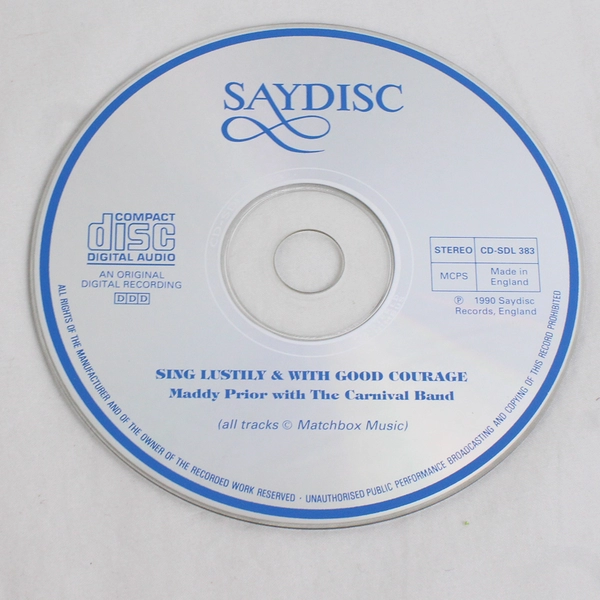 SAYDISC
COMPACT
disc
DIGITAL AUDIO
AN ORIGINAL
DIGITAL RECORDING
DDD
STEREO CD-SDL 383
MCPS Made in England
Ⓟ 1990 Saydisc
Records, England
SING LUSTILY & WITH GOOD COURAGE
Maddy Prior with The Carnival Band
(all tracks © Matchbox Music)
ALL RIGHTS OF THE MANUFACTURER AND OF THE OWNER OF THE RECORDED WORK RESERVED · UNAUTHORISED PUBLIC PERFORMANCE BROADCASTING AND COPYING OF THIS RECORD PROHIBITED